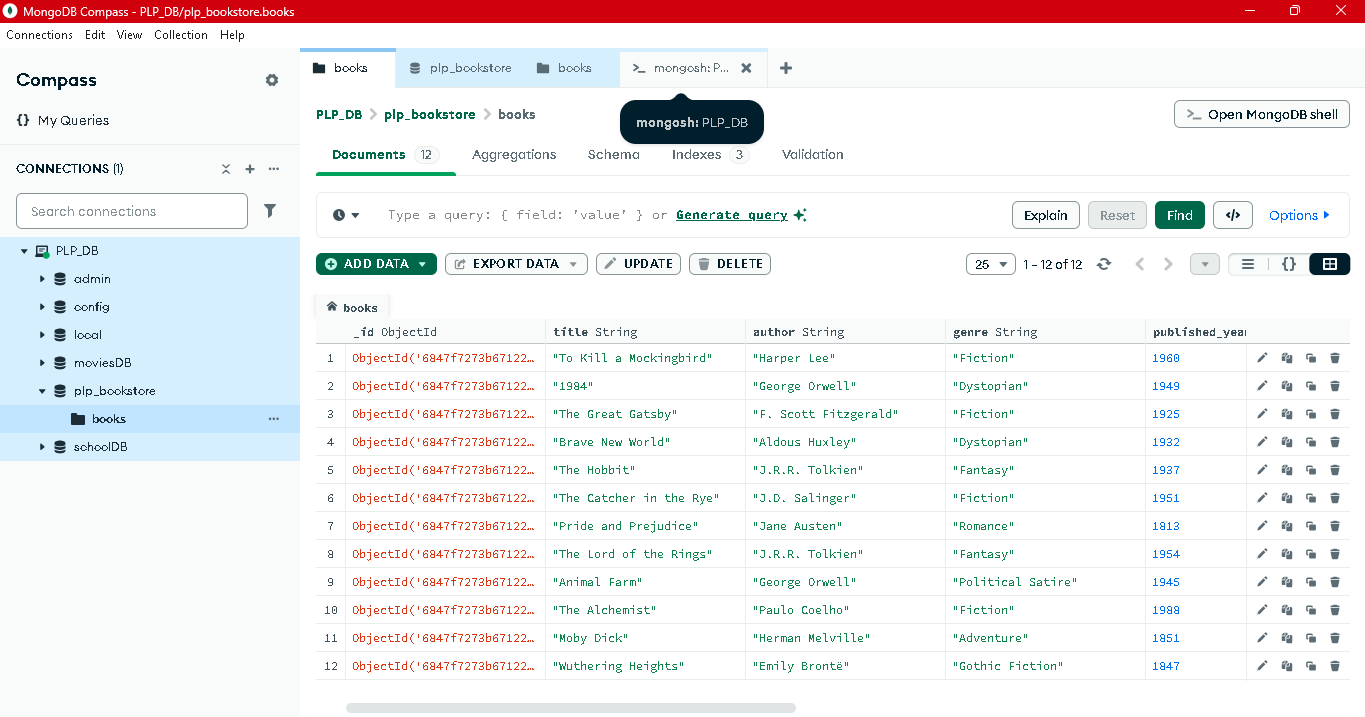 MongoDB Compass - PLP_DB/plp_bookstore.books
Connections Edit View Collection Help
Compass
{} My Queries
CONNECTIONS (1)
Search connections
PLP_DB
admin
config
local
moviesDB
plp_bookstore
books
schoolDB
books plp_bookstore books mongosh: P...
mongosh: PLP_DB
PLP_DB plp_bookstore books
Open MongoDB shell
Documents 12 Aggregations Schema Indexes 3 Validation
Type a query: { field: 'value' } or Generate query
Explain Reset Find </> Options
ADD DATA EXPORT DATA UPDATE DELETE
25 1 – 12 of 12 {}
books
_id ObjectId title String author String genre String published_year
1 ObjectId('6847f7273b67122… "To Kill a Mockingbird" "Harper Lee" "Fiction" 1960
2 ObjectId('6847f7273b67122… "1984" "George Orwell" "Dystopian" 1949
3 ObjectId('6847f7273b67122… "The Great Gatsby" "F. Scott Fitzgerald" "Fiction" 1925
4 ObjectId('6847f7273b67122… "Brave New World" "Aldous Huxley" "Dystopian" 1932
5 ObjectId('6847f7273b67122… "The Hobbit" "J.R.R. Tolkien" "Fantasy" 1937
6 ObjectId('6847f7273b67122… "The Catcher in the Rye" "J.D. Salinger" "Fiction" 1951
7 ObjectId('6847f7273b67122… "Pride and Prejudice" "Jane Austen" "Romance" 1813
8 ObjectId('6847f7273b67122… "The Lord of the Rings" "J.R.R. Tolkien" "Fantasy" 1954
9 ObjectId('6847f7273b67122… "Animal Farm" "George Orwell" "Political Satire" 1945
10 ObjectId('6847f7273b67122… "The Alchemist" "Paulo Coelho" "Fiction" 1988
11 ObjectId('6847f7273b67122… "Moby Dick" "Herman Melville" "Adventure" 1851
12 ObjectId('6847f7273b67122… "Wuthering Heights" "Emily Brontë" "Gothic Fiction" 1847